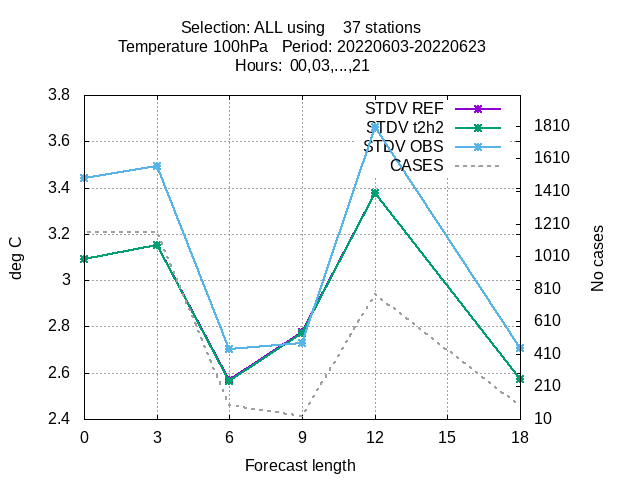 Selection: ALL using    37 stations
Temperature 100hPa   Period: 20220603-20220623
Hours:  00,03,...,21
STDV REF
STDV t2h2
STDV OBS
CASES
deg C
3.8
3.6
3.4
3.2
3
2.8
2.6
2.4
1810
1610
1410
1210
1010
810
610
410
210
10
No cases
0 3 6 9 12 15 18
Forecast length